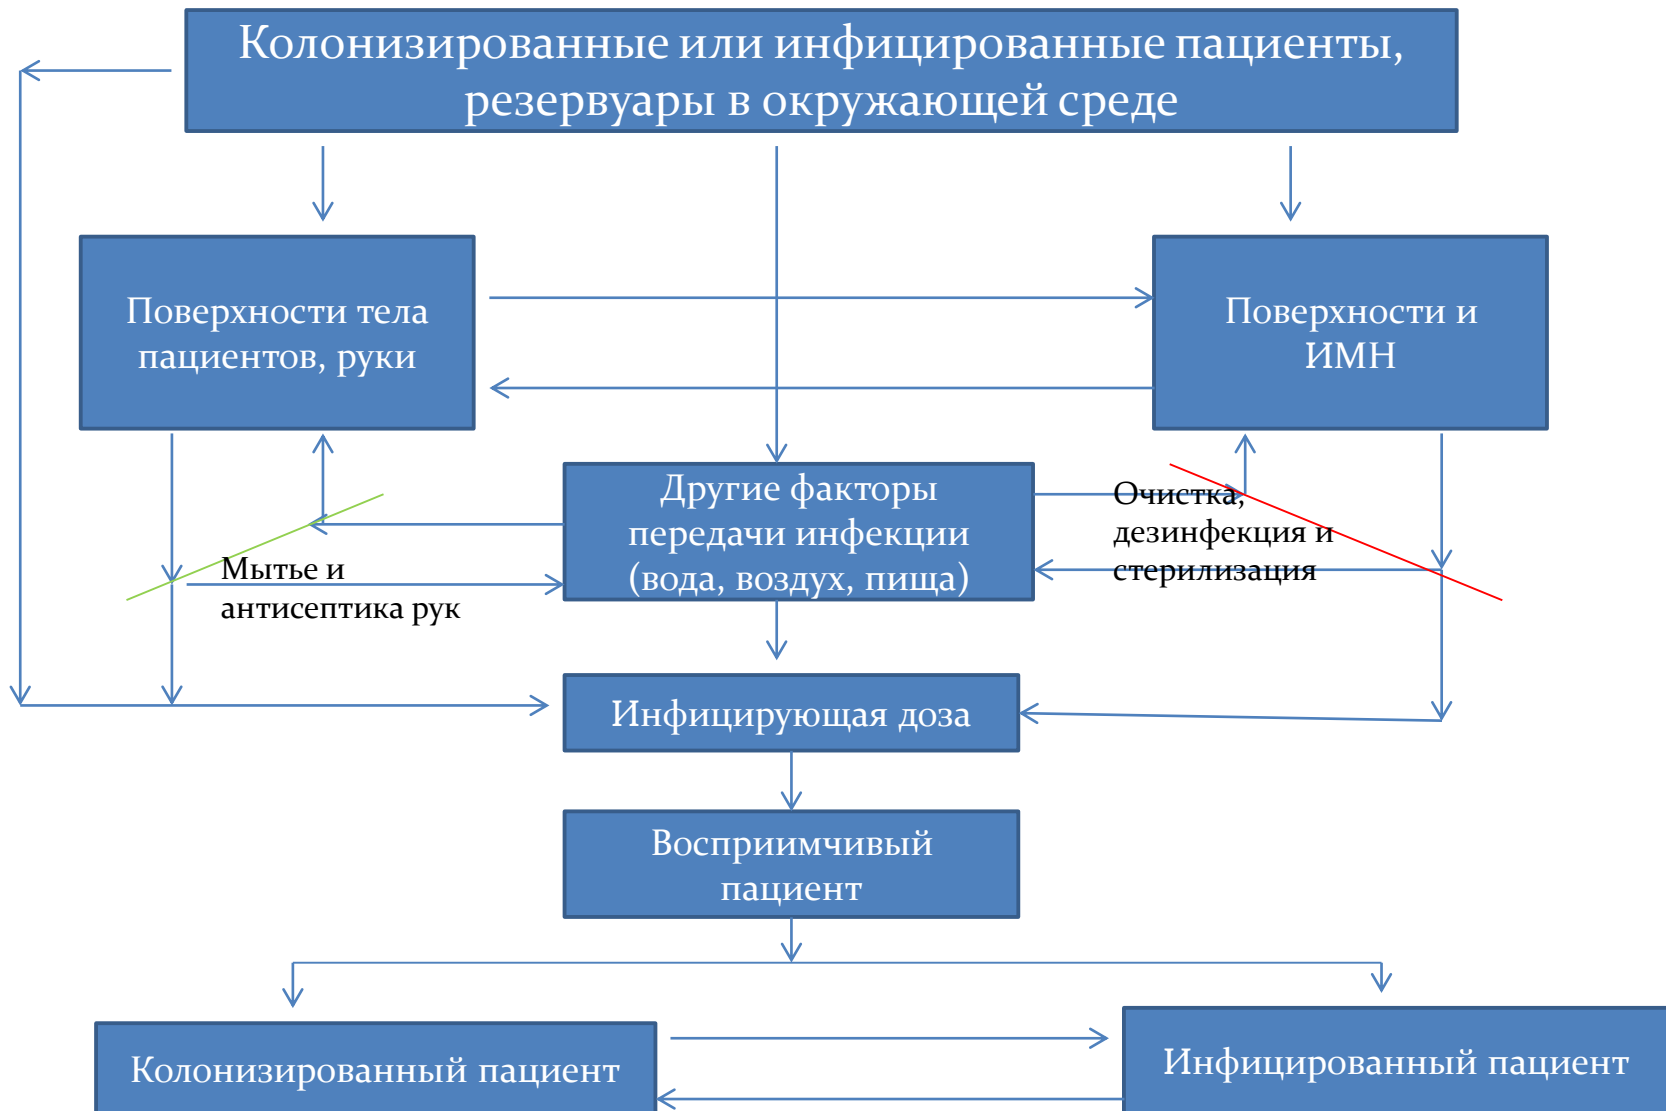 Колонизированные или инфицированные пациенты,
резервуары в окружающей среде
Поверхности тела
пациентов, руки
Поверхности и
ИМН
Другие факторы
передачи инфекции
(вода, воздух, пища)
Очистка,
дезинфекция и
стерилизация
Мытье и
антисептика рук
Инфицирующая доза
Восприимчивый
пациент
Колонизированный пациент
Инфицированный пациент